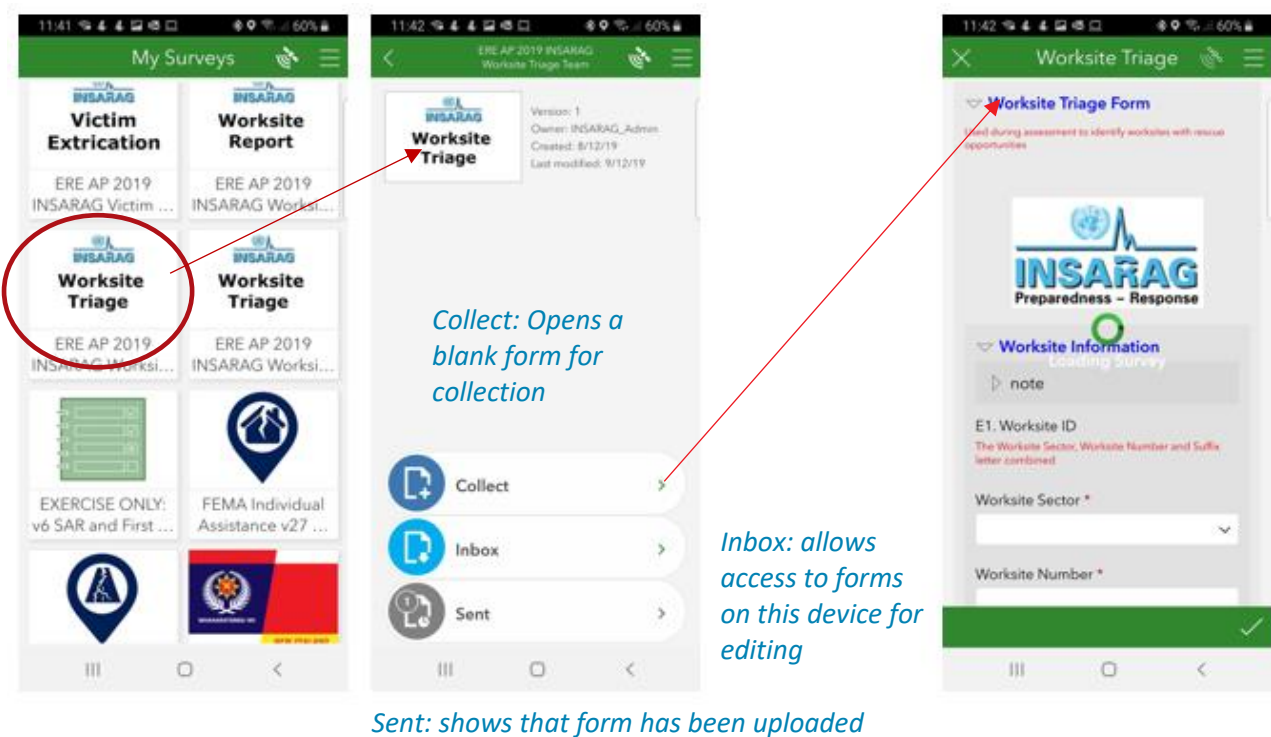 11:41
60%
My Surveys
INSARAG
Victim
Extrication
ERE AP 2019
INSARAG Victim ...
INSARAG
Worksite
Report
ERE AP 2019
INSARAG Worksi...
INSARAG
Worksite
Triage
ERE AP 2019
INSARAG Worksi...
INSARAG
Worksite
Triage
ERE AP 2019
INSARAG Worksi...
EXERCISE ONLY:
v6 SAR and First ...
FEMA Individual
Assistance v27 ...
11:42
60%
ERE AP 2019 INSARAG
Worksite Triage Team
INSARAG
Worksite
Triage
Version: 1
Owner: INSARAG_Admin
Created: 8/12/19
Last modified: 9/12/19
Collect: Opens a
blank form for
collection
Collect
Inbox
1
Sent
Inbox: allows
access to forms
on this device for
editing
Sent: shows that form has been uploaded
11:42
60%
Worksite Triage
Worksite Triage Form
Used during assessment to identify worksites with rescue
opportunities
INSARAG
Preparedness – Response
Worksite Information
Loading Survey
note
E1. Worksite ID
The Worksite Sector, Worksite Number and Suffix
letter combined
Worksite Sector *
Worksite Number *